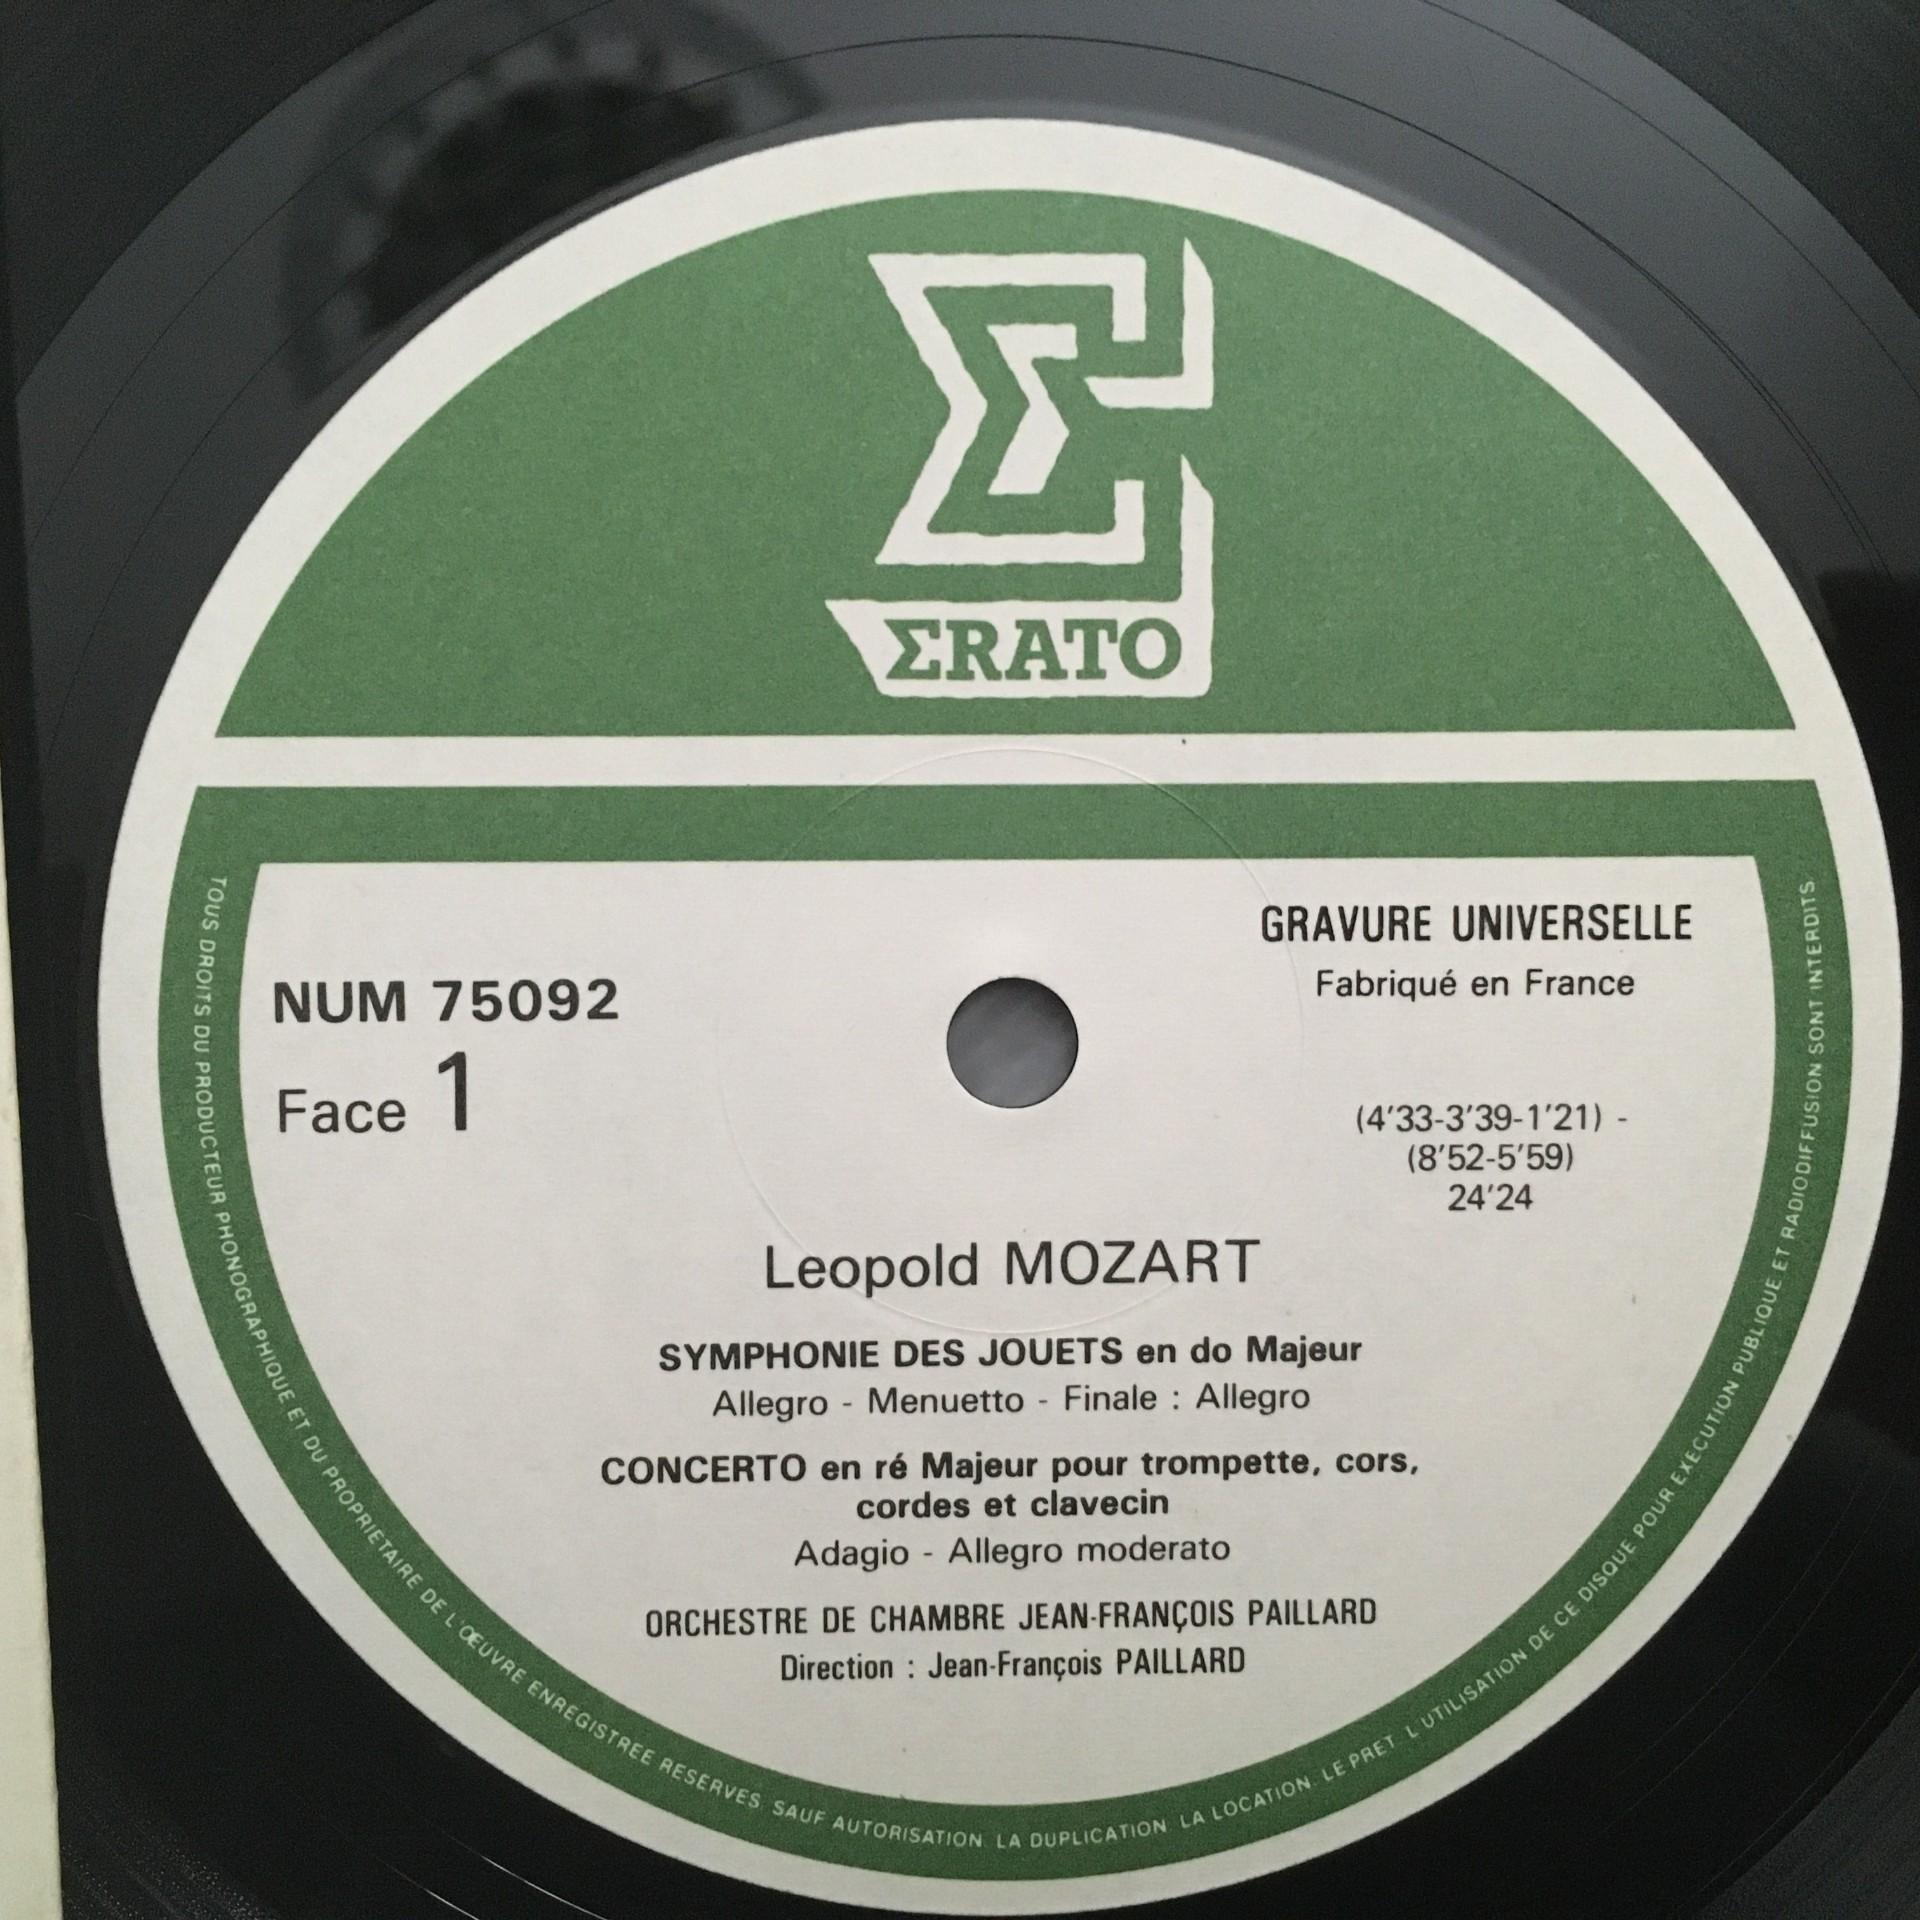 ΣRATO
GRAVURE UNIVERSELLE
Fabriqué en France
NUM 75092
Face 1
(4'33-3'39-1'21) -
(8'52-5'59)
24'24
Leopold MOZART
SYMPHONIE DES JOUETS en do Majeur
Allegro - Menuetto - Finale : Allegro
CONCERTO en ré Majeur pour trompette, cors,
cordes et clavecin
Adagio - Allegro moderato
ORCHESTRE DE CHAMBRE JEAN-FRANÇOIS PAILLARD
Direction : Jean-François PAILLARD
TOUS DROITS DU PRODUCTEUR PHONOGRAPHIQUE ET DU PROPRIETAIRE DE L'ŒUVRE ENREGISTREE RESERVES. SAUF AUTORISATION. LA DUPLICATION. LA LOCATION. LE PRET. L'UTILISATION DE CE DISQUE POUR EXECUTION PUBLIQUE ET RADIODIFFUSION SONT INTERDITS.